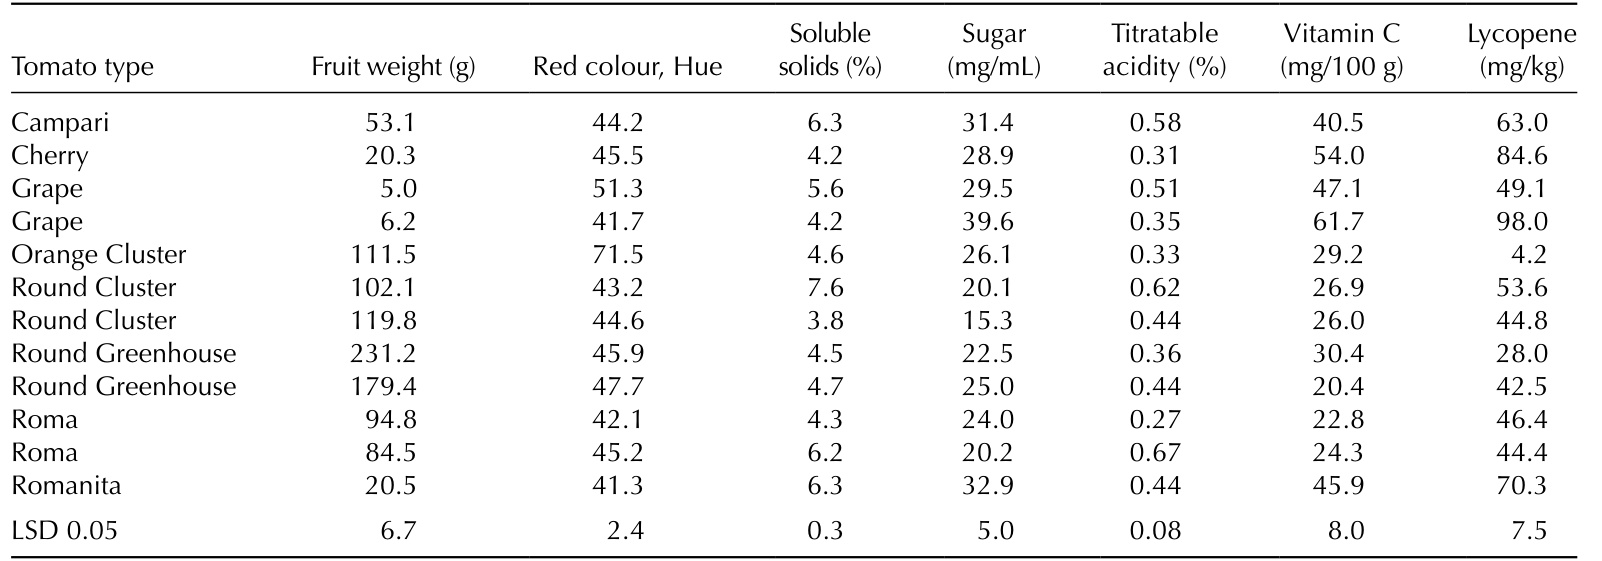 Soluble Sugar Titratable Vitamin C Lycopene
Tomato type Fruit weight (g) Red colour, Hue solids (%) (mg/mL) acidity (%) (mg/100 g) (mg/kg)
Campari 53.1 44.2 6.3 31.4 0.58 40.5 63.0
Cherry 20.3 45.5 4.2 28.9 0.31 54.0 84.6
Grape 5.0 51.3 5.6 29.5 0.51 47.1 49.1
Grape 6.2 41.7 4.2 39.6 0.35 61.7 98.0
Orange Cluster 111.5 71.5 4.6 26.1 0.33 29.2 4.2
Round Cluster 102.1 43.2 7.6 20.1 0.62 26.9 53.6
Round Cluster 119.8 44.6 3.8 15.3 0.44 26.0 44.8
Round Greenhouse 231.2 45.9 4.5 22.5 0.36 30.4 28.0
Round Greenhouse 179.4 47.7 4.7 25.0 0.44 20.4 42.5
Roma 94.8 42.1 4.3 24.0 0.27 22.8 46.4
Roma 84.5 45.2 6.2 20.2 0.67 24.3 44.4
Romanita 20.5 41.3 6.3 32.9 0.44 45.9 70.3
LSD 0.05 6.7 2.4 0.3 5.0 0.08 8.0 7.5